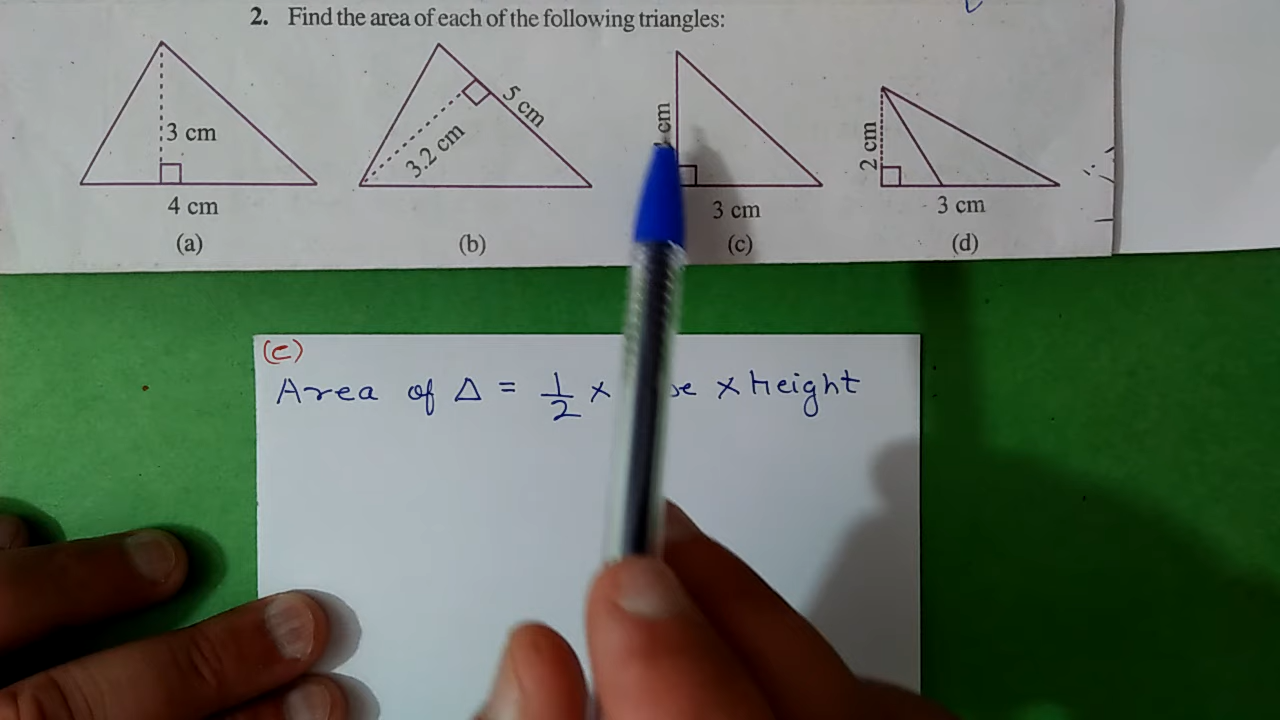 2. Find the area of each of the following triangles:
3 cm
4 cm
(a)
3.2 cm
5 cm
(b)
cm
3 cm
(c)
2 cm
3 cm
(d)
(c)
Area of Δ = 1/2 × × Height